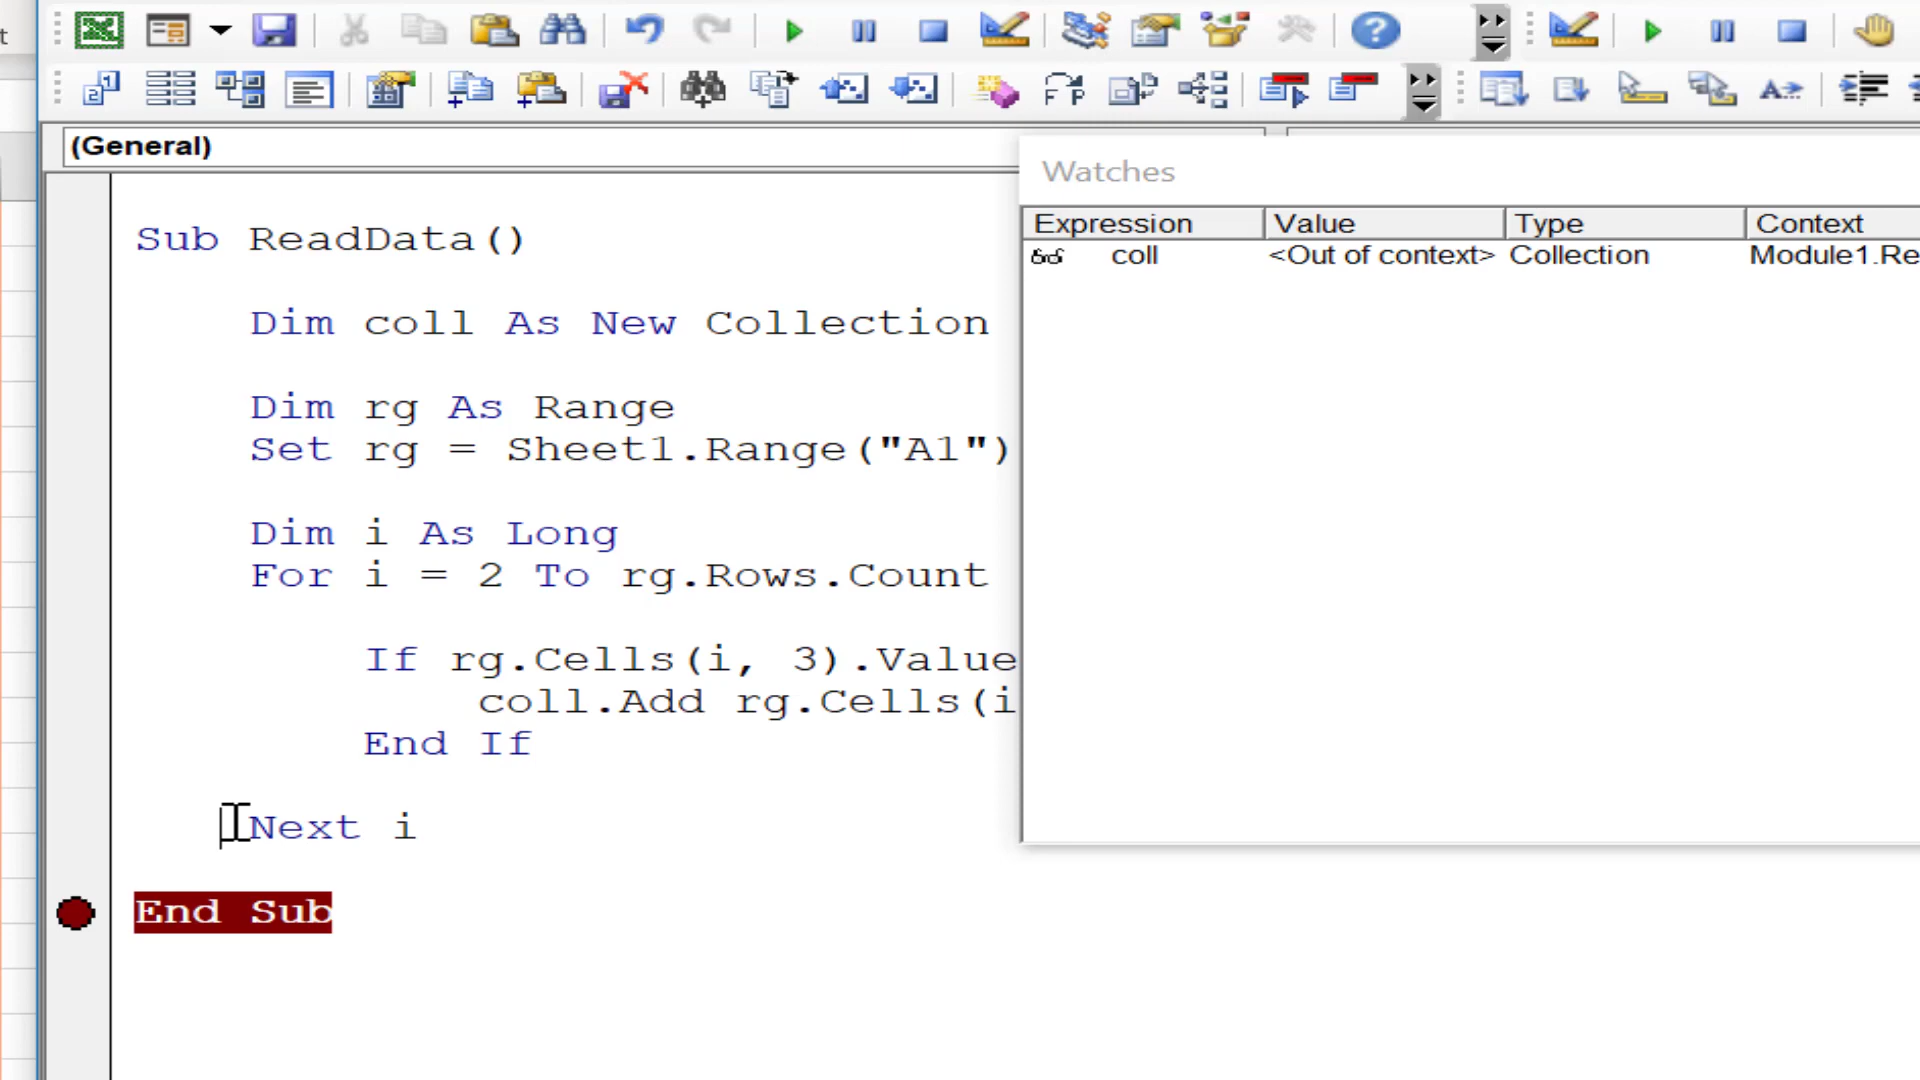 t
(General)
Watches
Expression Value Type Context
coll <Out of context> Collection Module1.Re
Sub ReadData()
Dim coll As New Collection
Dim rg As Range
Set rg = Sheet1.Range("A1")
Dim i As Long
For i = 2 To rg.Rows.Count
If rg.Cells(i, 3).Value
coll.Add rg.Cells(i
End If
Next i
End Sub